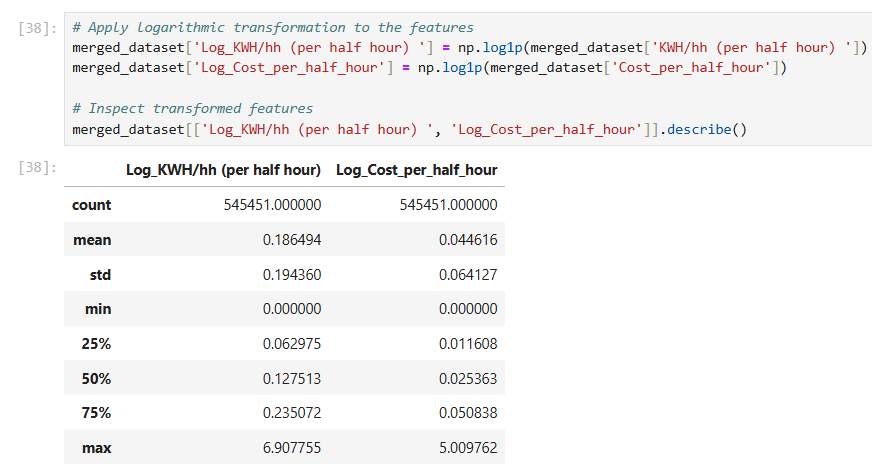 [38]: # Apply logarithmic transformation to the features
merged_dataset['Log_KWH/hh (per half hour) '] = np.log1p(merged_dataset['KWH/hh (per half hour) '])
merged_dataset['Log_Cost_per_half_hour'] = np.log1p(merged_dataset['Cost_per_half_hour'])
# Inspect transformed features
merged_dataset[['Log_KWH/hh (per half hour) ', 'Log_Cost_per_half_hour']].describe()
[38]: Log_KWH/hh (per half hour) Log_Cost_per_half_hour
count 545451.000000 545451.000000
mean 0.186494 0.044616
std 0.194360 0.064127
min 0.000000 0.000000
25% 0.062975 0.011608
50% 0.127513 0.025363
75% 0.235072 0.050838
max 6.907755 5.009762